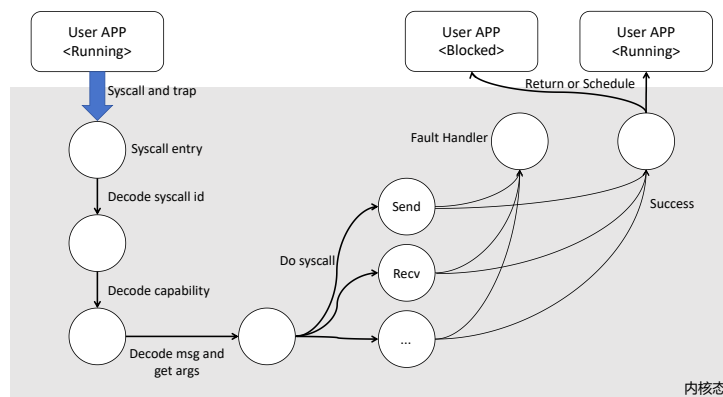 User APP
<Running>
User APP
<Blocked>
User APP
<Running>
Syscall and trap
Return or Schedule
Syscall entry
Fault Handler
Decode syscall id
Send
Success
Do syscall
Recv
Decode capability
...
Decode msg and
get args
内核态